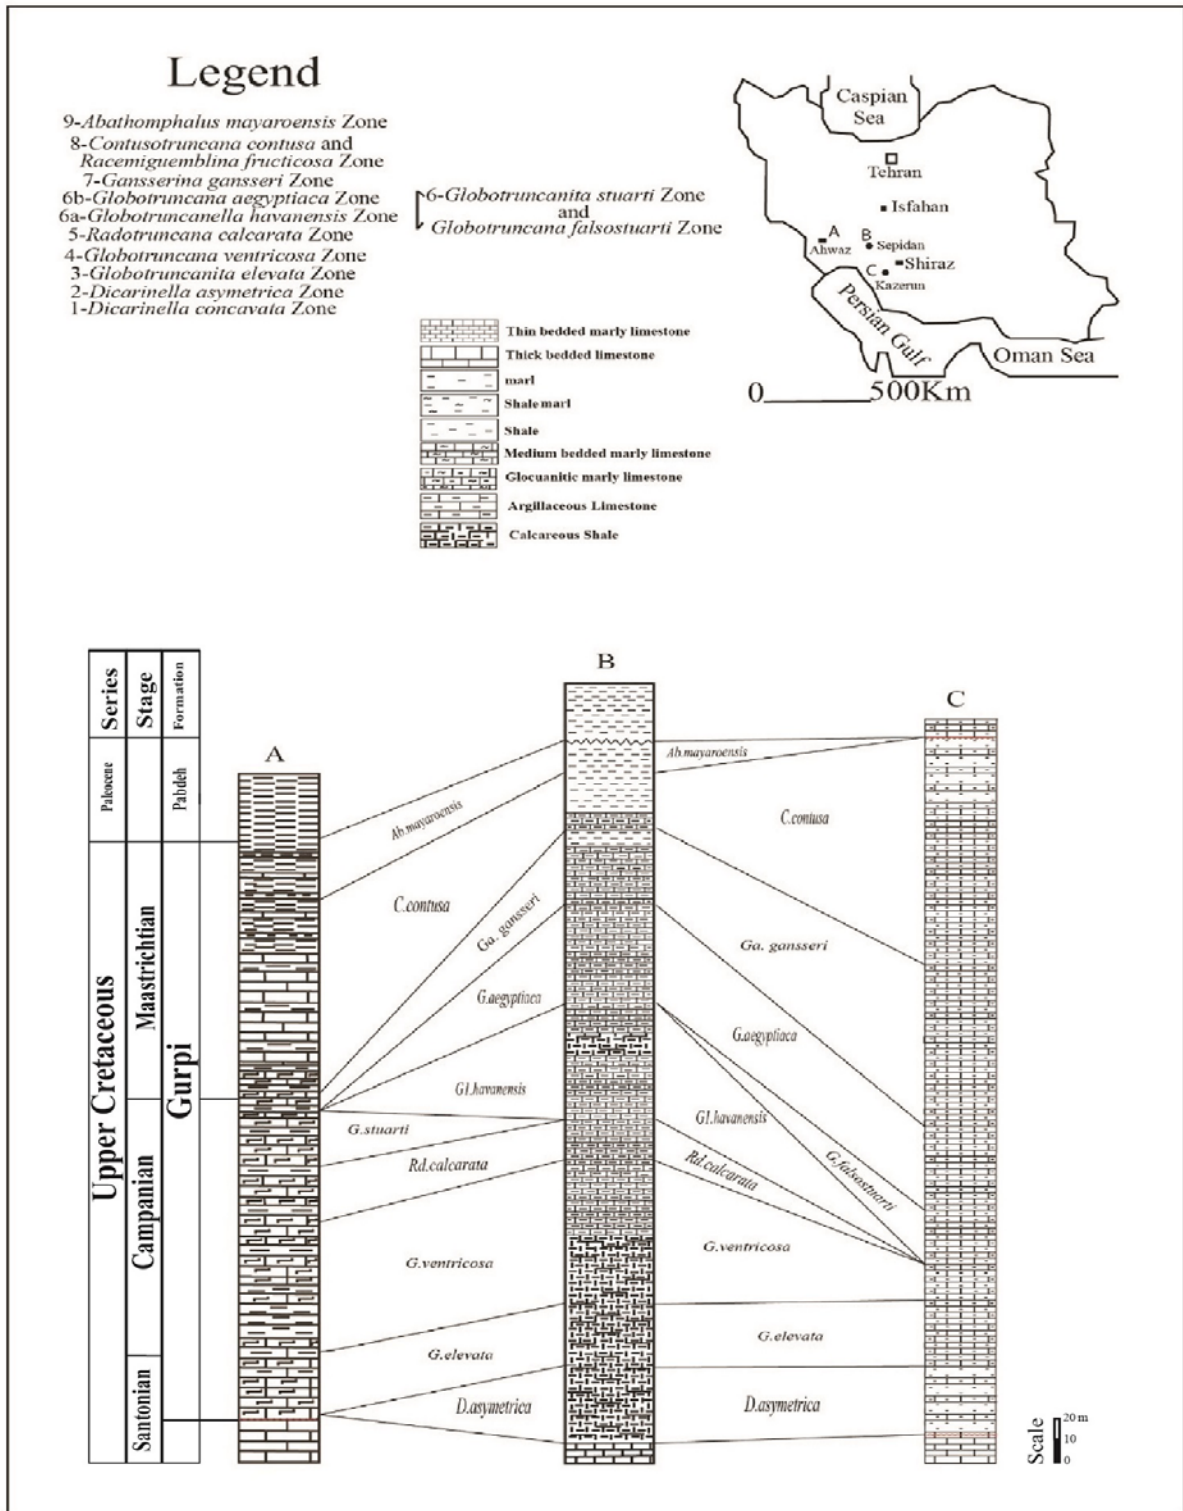 Legend
9-Abathomphalus mayaroensis Zone
8-Contusotruncana contusa and
Racemiguemblina fructicosa Zone
7-Gansserina gansseri Zone
6b-Globotruncana aegyptiaca Zone
6a-Globotruncanella havanensis Zone
5-Radotruncana calcarata Zone
4-Globotruncana ventricosa Zone
3-Globotruncanita elevata Zone
2-Dicarinella asymetrica Zone
1-Dicarinella concavata Zone
6-Globotruncanita stuarti Zone
and
Globotruncana falsostuarti Zone
Caspian
Sea
Tehran
Isfahan
A
Ahwaz
B
Sepidan
Shiraz
C
Kazerun
Persian Gulf
Oman Sea
0
500Km
Thin bedded marly limestone
Thick bedded limestone
marl
Shale marl
Shale
Medium bedded marly limestone
Glocuanitic marly limestone
Argillaceous Limestone
Calcareous Shale
Series
Stage
Formation
Paleocene
Pabdeh
Upper Cretaceous
Maastrichtian
Campanian
Santonian
Gurpi
A
B
C
Ab.mayaroensis
C.contusa
Ga. gansseri
G.aegyptiaca
G1.havanensis
G.stuarti
Rd.calcarata
G.ventricosa
G.elevata
D.asymetrica
Ab.mayaroensis
C.contusa
Ga. gansseri
G.aegyptiaca
G1.havanensis
G.falsostuarti
Rd.calcarata
G.ventricosa
G.elevata
D.asymetrica
Scale
20 m
10
0